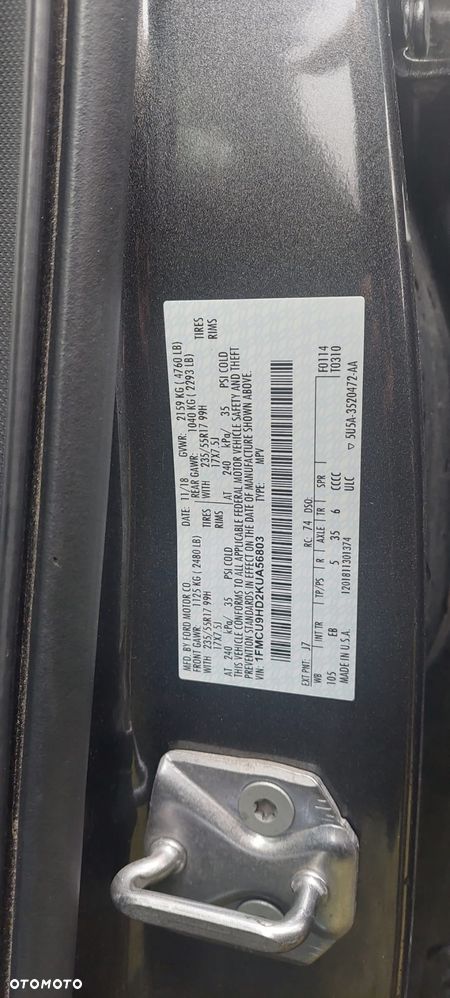 MFD. BY FORD MOTOR CO. DATE: 11/18 GVWR: 2159 KG ( 4760 LB)
FRONT GAWR: 1125 KG ( 2480 LB) REAR GAWR: 1040 KG ( 2293 LB)
WITH 235/55R17 99H TIRES WITH 235/55R17 99H TIRES
17X7.5J RIMS 17X7.5J RIMS
AT 240 kPa/ 35 PSI COLD AT 240 kPa/ 35 PSI COLD
THIS VEHICLE CONFORMS TO ALL APPLICABLE FEDERAL MOTOR VEHICLE SAFETY AND THEFT
PREVENTION STANDARDS IN EFFECT ON THE DATE OF MANUFACTURE SHOWN ABOVE.
VIN: 1FMCU9HD2KUA56803 TYPE: MPV
EXT PNT: J7 RC: 74 DSO: F0114
WB INT TR TP/PS R AXLE TR SPR T0310
105 EB 5 35 6 CCCC
ULC
MADE IN U.S.A. 1201811301374 5U5A-3520472-AA
OTOMOTO